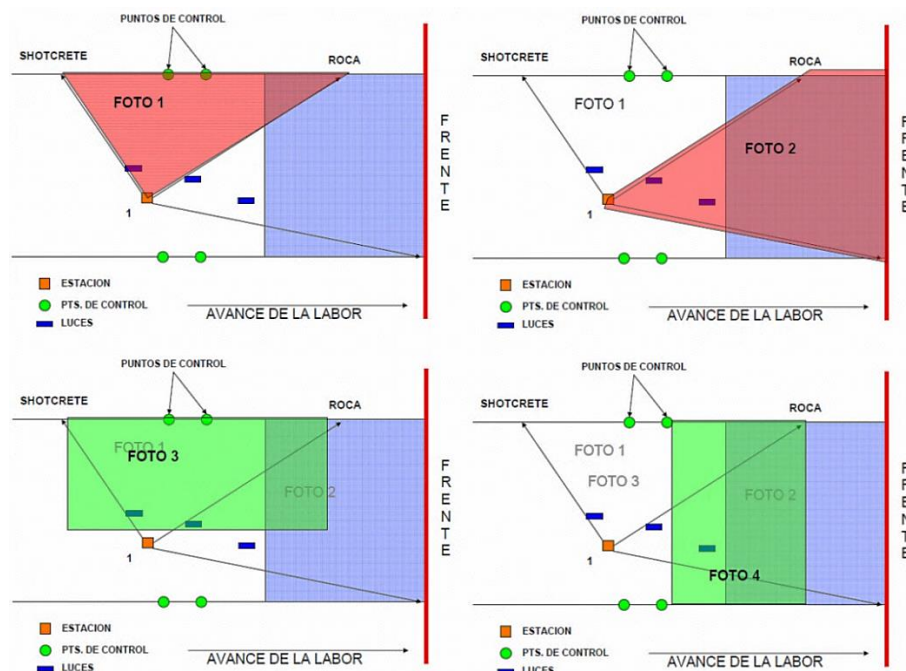 PUNTOS DE CONTROL
SHOTCRETE
ROCA
FOTO 1
FRENTE
1
ESTACION
PTS. DE CONTROL
LUCES
AVANCE DE LA LABOR
PUNTOS DE CONTROL
SHOTCRETE
ROCA
FOTO 1
FOTO 2
FRENTE
1
ESTACION
PTS. DE CONTROL
LUCES
AVANCE DE LA LABOR
PUNTOS DE CONTROL
SHOTCRETE
ROCA
FOTO 1
FOTO 3
FOTO 2
FRENTE
1
ESTACION
PTS. DE CONTROL
LUCES
AVANCE DE LA LABOR
PUNTOS DE CONTROL
SHOTCRETE
ROCA
FOTO 1
FOTO 3
FOTO 2
FOTO 4
FRENTE
1
ESTACION
PTS. DE CONTROL
LUCES
AVANCE DE LA LABOR